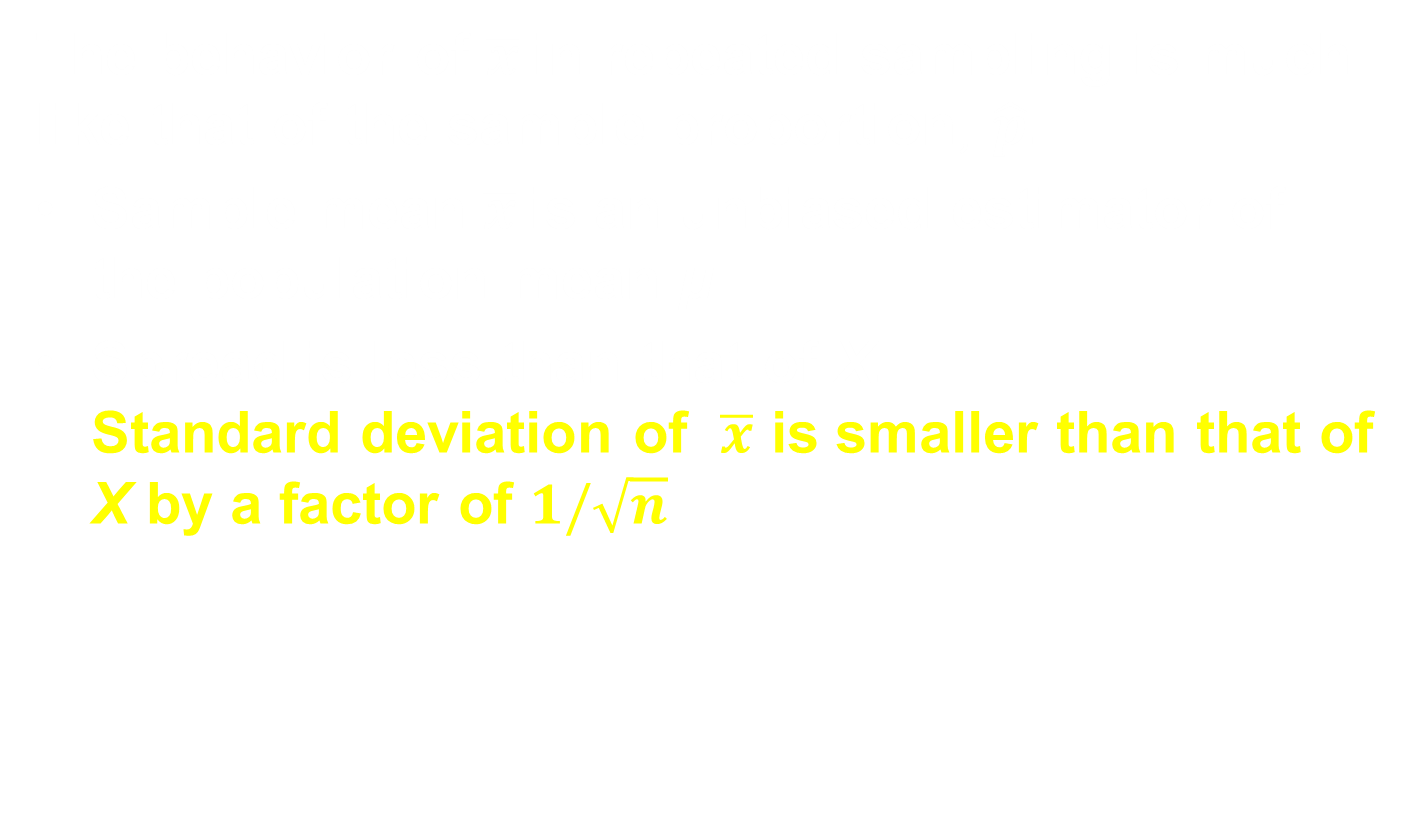 Standard deviation of x̅ is smaller than that of
X by a factor of 1/√n